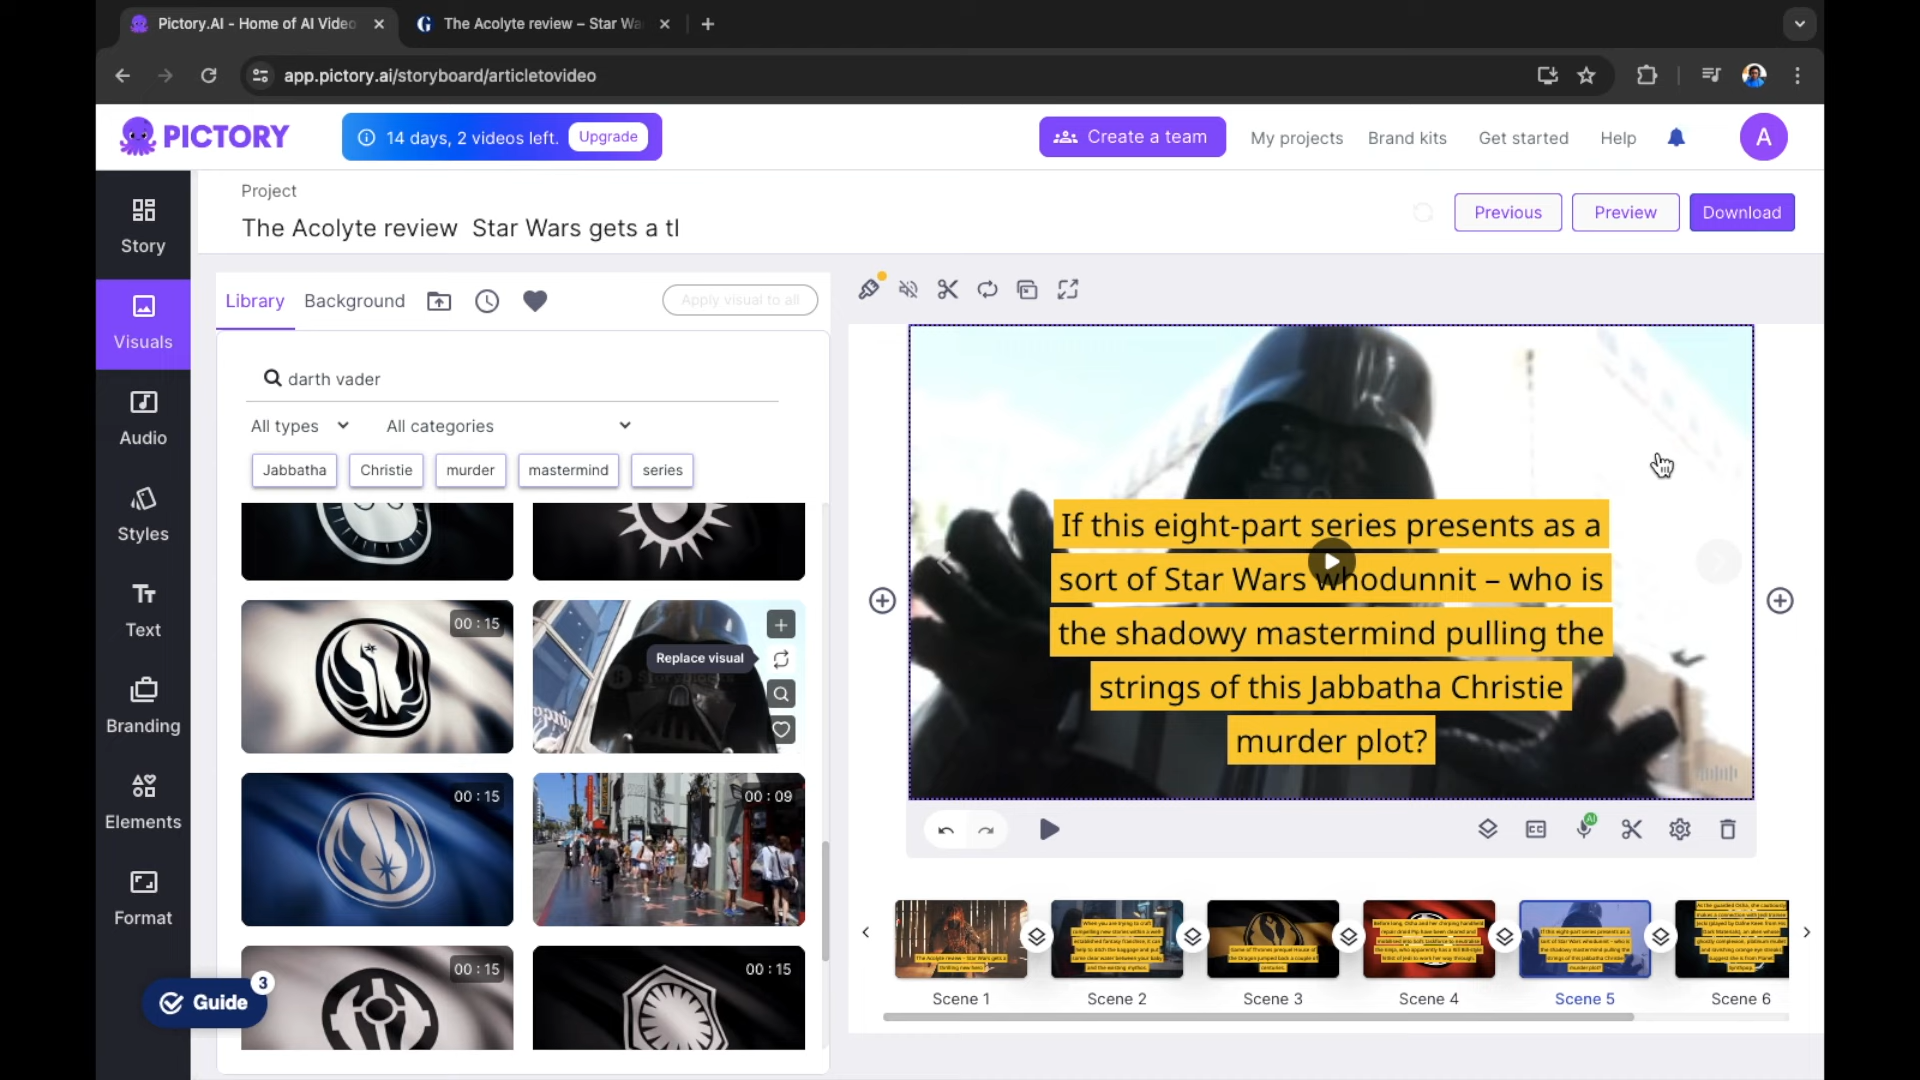 Pictory.AI - Home of AI Video
The Acolyte review – Star Wa
app.pictory.ai/storyboard/articletovideo
PICTORY
14 days, 2 videos left.
Upgrade
Create a team
My projects
Brand kits
Get started
Help
A
Project
The Acolyte review  Star Wars gets a tl
Previous
Preview
Download
Story
Visuals
Audio
Styles
Text
Branding
Elements
Format
Library
Background
Apply visual to all
darth vader
All types
All categories
Jabbatha
Christie
murder
mastermind
series
00 : 15
Replace visual
00 : 15
00 : 09
00 : 15
00 : 15
Guide
3
If this eight-part series presents as a
sort of Star Wars whodunnit – who is
the shadowy mastermind pulling the
strings of this Jabbatha Christie
murder plot?
CC
AI
Scene 1
Scene 2
Scene 3
Scene 4
Scene 5
Scene 6